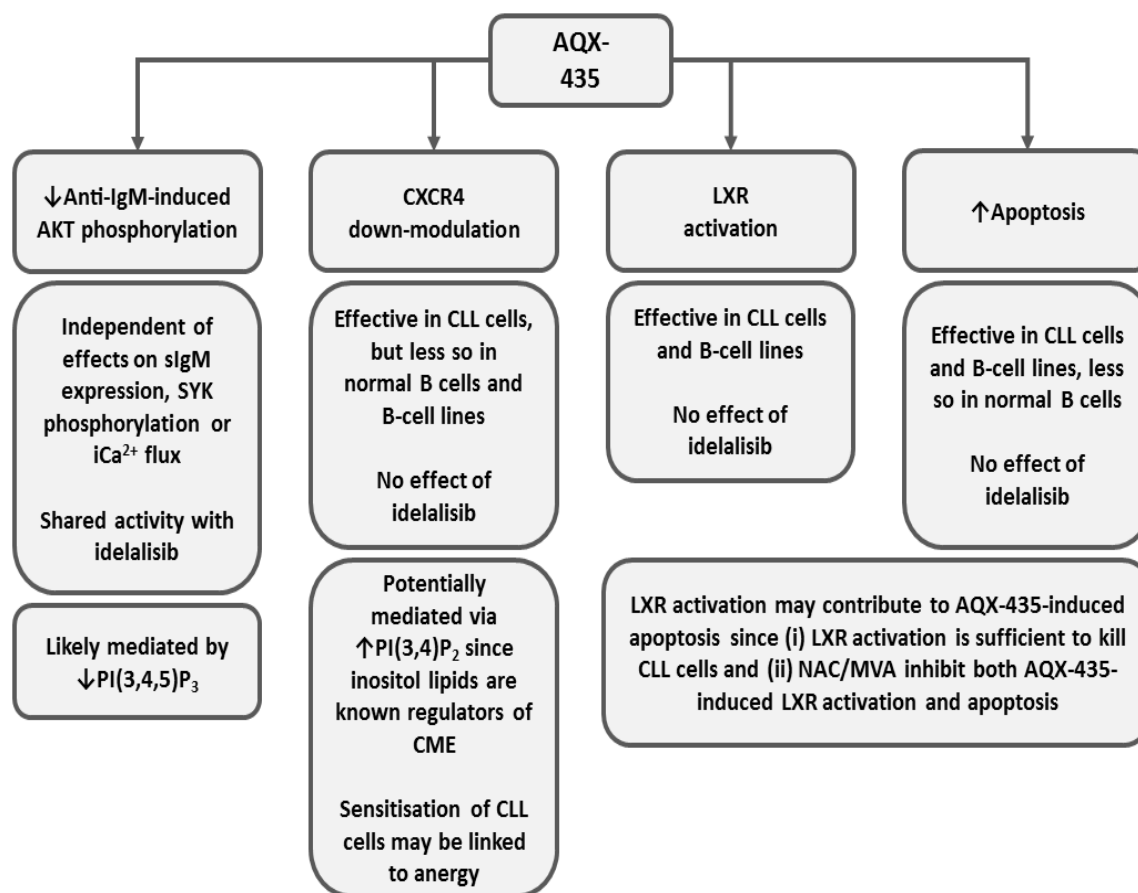 AQX-
435
↓Anti-IgM-induced
AKT phosphorylation
CXCR4
down-modulation
LXR
activation
↑Apoptosis
Independent of
effects on sIgM
expression, SYK
phosphorylation or
iCa²⁺ flux
Shared activity with
idelalisib
Effective in CLL cells,
but less so in
normal B cells and
B-cell lines
No effect of
idelalisib
Effective in CLL cells
and B-cell lines
No effect of
idelalisib
Effective in CLL cells
and B-cell lines, less
so in normal B cells
No effect of
idelalisib
Likely mediated by
↓PI(3,4,5)P₃
Potentially
mediated via
↑PI(3,4)P₂ since
inositol lipids are
known regulators of
CME
Sensitisation of CLL
cells may be linked
to anergy
LXR activation may contribute to AQX-435-induced
apoptosis since (i) LXR activation is sufficient to kill
CLL cells and (ii) NAC/MVA inhibit both AQX-435-
induced LXR activation and apoptosis